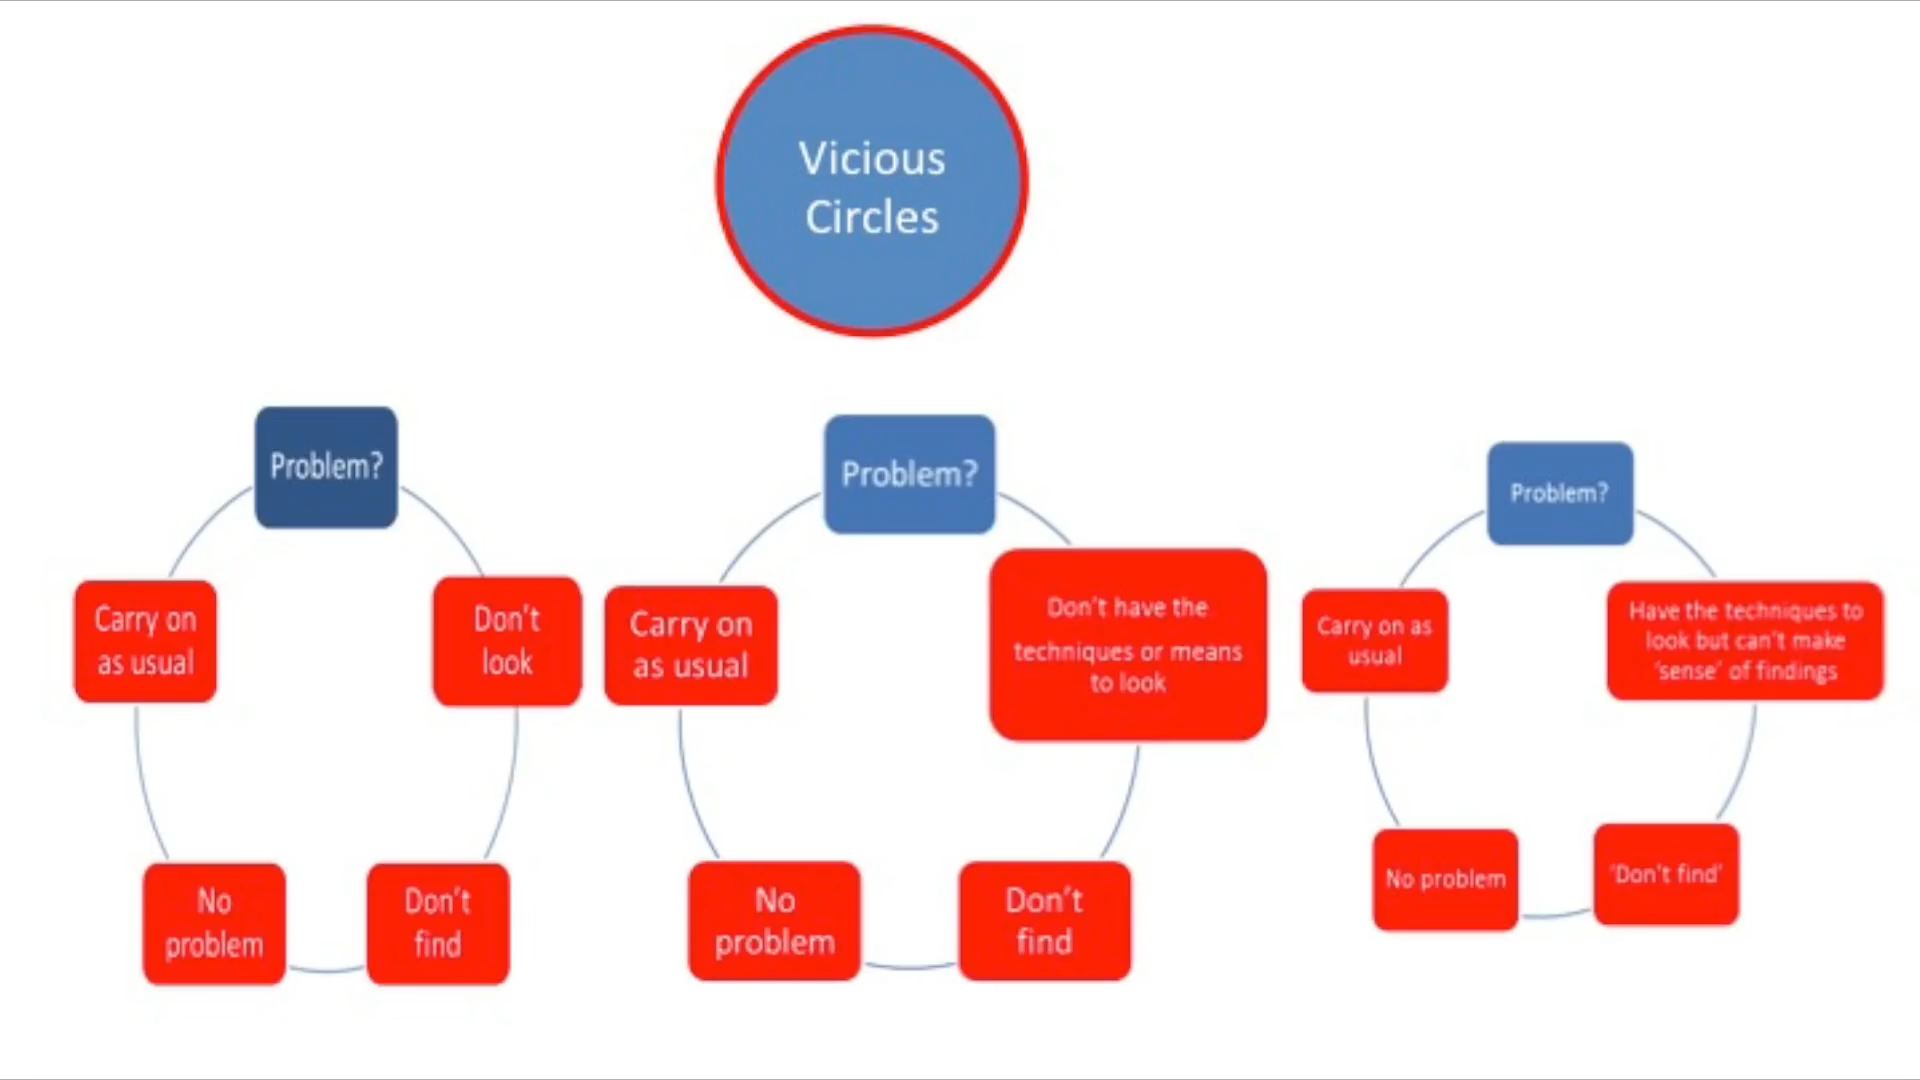 Vicious
Circles
Problem?
Don't
look
Don't
find
No
problem
Carry on
as usual
Problem?
Don't have the
techniques or means
to look
Don't
find
No
problem
Carry on
as usual
Problem?
Have the techniques to
look but can't make
'sense' of findings
'Don't find'
No problem
Carry on as
usual